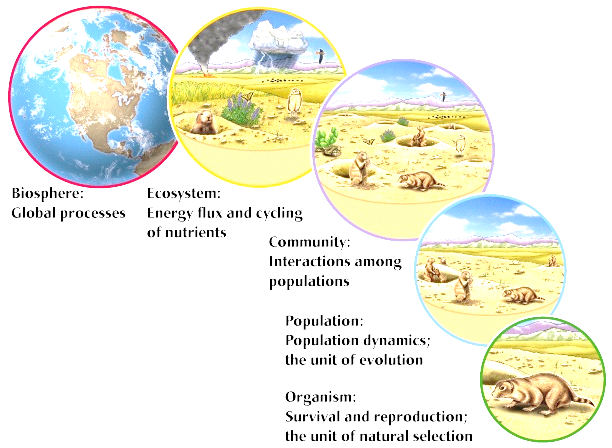 Biosphere:
Global processes
Ecosystem:
Energy flux and cycling
of nutrients
Community:
Interactions among
populations
Population:
Population dynamics;
the unit of evolution
Organism:
Survival and reproduction;
the unit of natural selection